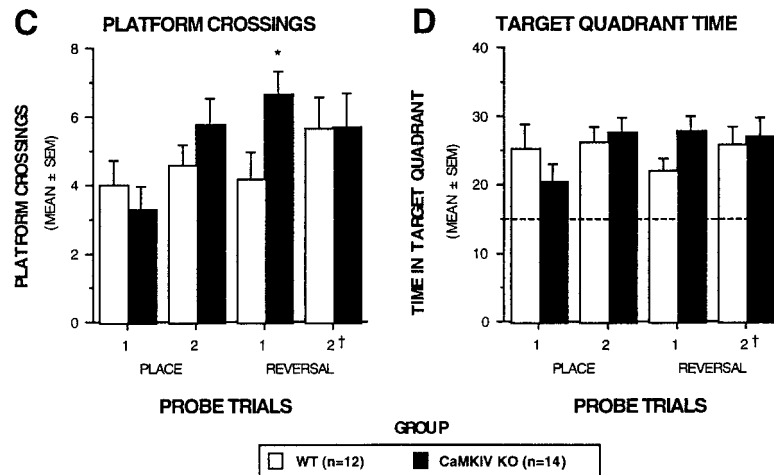 C PLATFORM CROSSINGS
PLATFORM CROSSINGS
(MEAN ± SEM)
8
6
4
2
0
*
1 2 1 2†
PLACE REVERSAL
PROBE TRIALS
D TARGET QUADRANT TIME
TIME IN TARGET QUADRANT
(MEAN ± SEM)
40
30
20
10
0
1 2 1 2†
PLACE REVERSAL
PROBE TRIALS
GROUP
WT (n=12) CaMKIV KO (n=14)